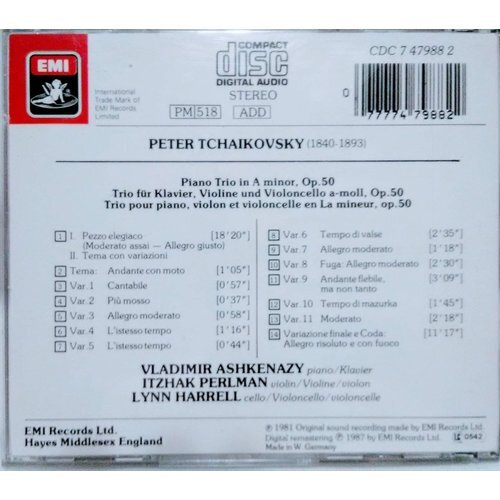 EMI
International
Trade Mark of
EMI Records
Limited
COMPACT
disc
DIGITAL AUDIO
STEREO
PM 518 ADD
CDC 7 47988 2
0 77774 79882
PETER TCHAIKOVSKY (1840-1893)
Piano Trio in A minor, Op.50
Trio für Klavier, Violine und Violoncello a-moll, Op.50
Trio pour piano, violon et violoncelle en La mineur, op.50
1 I. Pezzo elegiaco [18'20"]
(Moderato assai — Allegro giusto)
II. Tema con variazioni
2 Tema: Andante con moto [1'05"]
3 Var.1 Cantabile [0'57"]
4 Var.2 Più mosso [0'37"]
5 Var.3 Allegro moderato [0'58"]
6 Var.4 L'istesso tempo [1'16"]
7 Var.5 L'istesso tempo [0'44"]
8 Var.6 Tempo di valse [2'35"]
9 Var.7 Allegro moderato [1'18"]
10 Var.8 Fuga: Allegro moderato [2'30"]
11 Var.9 Andante flebile, [3'09"]
ma non tanto
12 Var.10 Tempo di mazurka [1'45"]
13 Var.11 Moderato [2'18"]
14 Variazione finale e Coda: [11'17"]
Allegro risoluto e con fuoco
VLADIMIR ASHKENAZY piano/Klavier
ITZHAK PERLMAN violin/Violine/violon
LYNN HARRELL cello/Violoncello/violoncelle
EMI Records Ltd.
Hayes Middlesex England
℗ 1981 Original sound recording made by EMI Records Ltd.
Digital remastering ℗ 1987 by EMI Records Ltd.
Made in W. Germany
0542